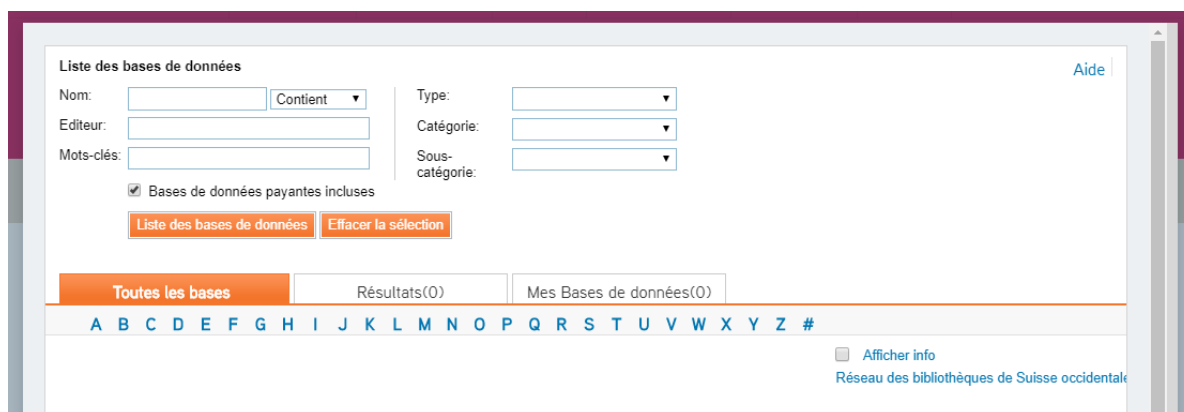 Liste des bases de données
Aide
Nom: Contient
Type:
Editeur:
Catégorie:
Mots-clés:
Sous-
catégorie:
Bases de données payantes incluses
Liste des bases de données Effacer la sélection
Toutes les bases Résultats(0) Mes Bases de données(0)
A B C D E F G H I J K L M N O P Q R S T U V W X Y Z #
Afficher info
Réseau des bibliothèques de Suisse occidentale